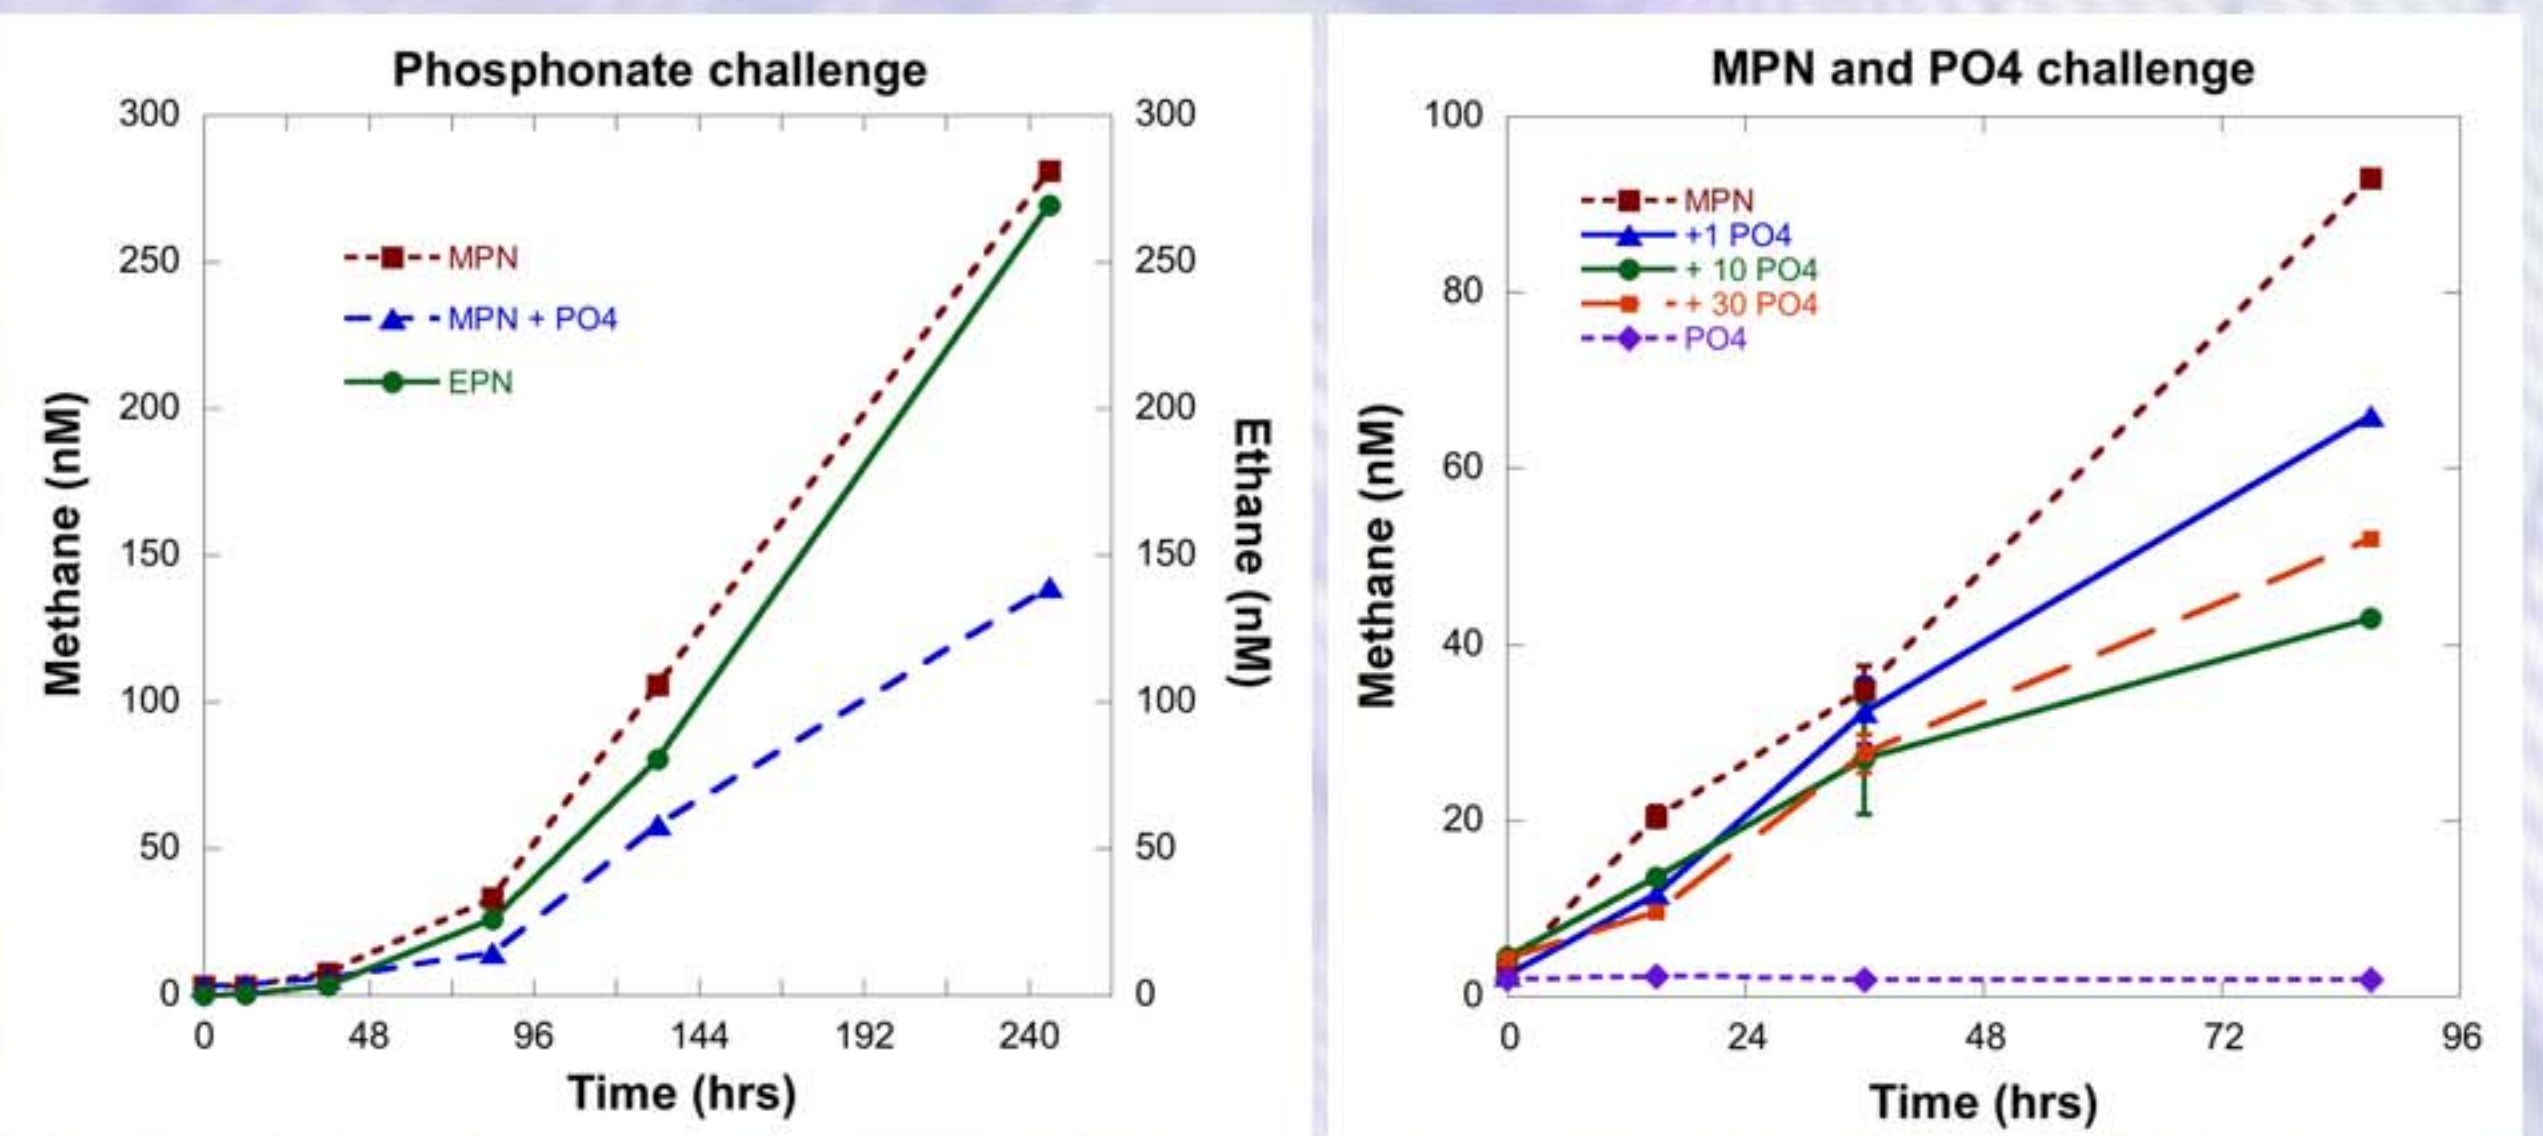 Phosphonate challenge
300
250
200
150
100
50
0
Methane (nM)
MPN
MPN + PO4
EPN
300
250
200
150
100
50
0
Ethane (nM)
0 48 96 144 192 240
Time (hrs)
MPN and PO4 challenge
100
80
60
40
20
0
Methane (nM)
MPN
+1 PO4
+ 10 PO4
+ 30 PO4
PO4
0 24 48 72 96
Time (hrs)